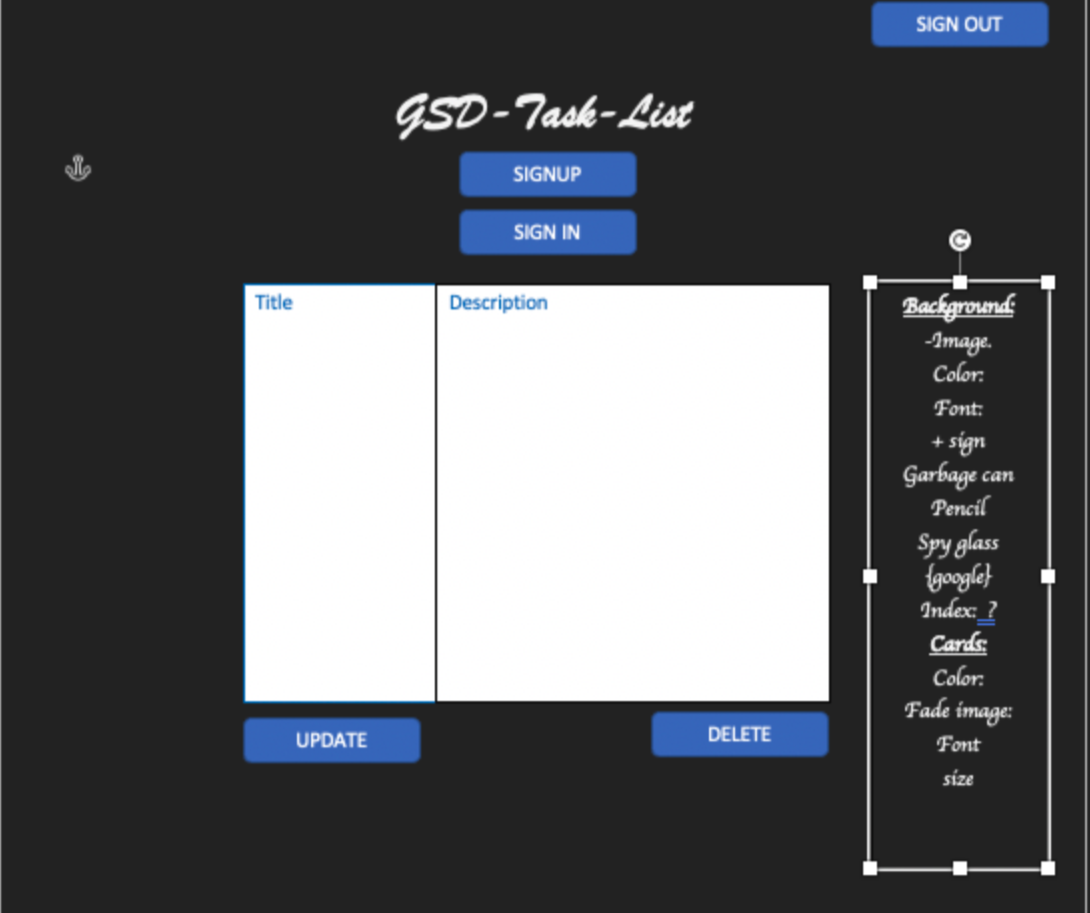 SIGN OUT
GSD-Task-List
SIGNUP
SIGN IN
Title
Description
UPDATE
DELETE
Background:
-Image.
Color:
Font:
+ sign
Garbage can
Pencil
Spy glass
{google}
Index: ?
Cards:
Color:
Fade image:
Font
size